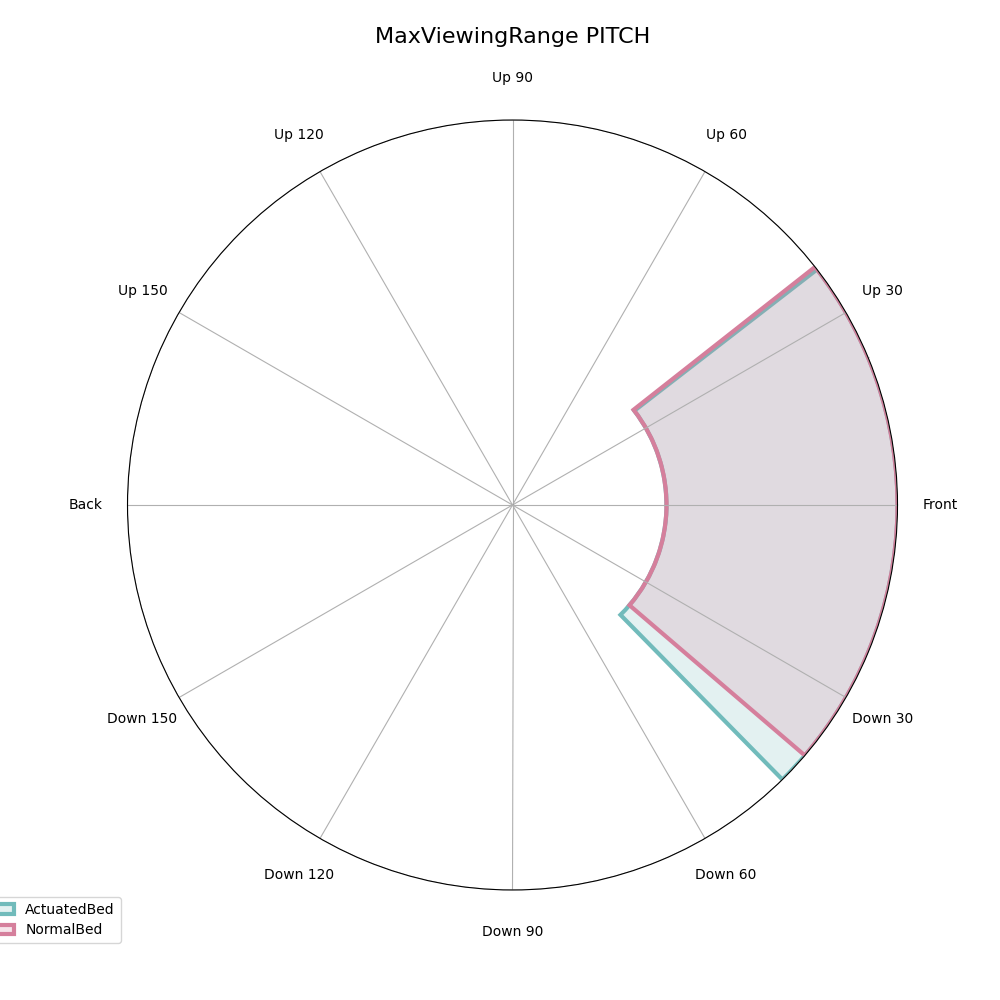 MaxViewingRange PITCH
Up 90
Up 120
Up 60
Up 150
Up 30
Back
Front
Down 150
Down 30
Down 120
Down 60
Down 90
ActuatedBed
NormalBed